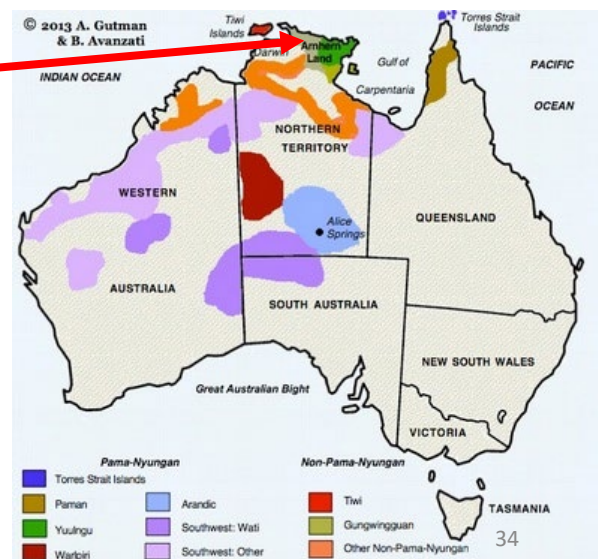 © 2013 A. Gutman
& B. Avanzati
Tiwi
Islands
Torres Strait
Islands
Darwin
Arnhem
Land
INDIAN OCEAN
Gulf of
Carpentaria
PACIFIC
OCEAN
NORTHERN
TERRITORY
WESTERN
AUSTRALIA
QUEENSLAND
Alice
Springs
SOUTH AUSTRALIA
NEW SOUTH WALES
Great Australian Bight
VICTORIA
TASMANIA
Pama-Nyungan
Non-Pama-Nyungan
Torres Strait Islands
Paman
Arandic
Tiwi
Yuulngu
Southwest: Wati
Gungwingguan
Warlpiri
Southwest: Other
Other Non-Pama-Nyungan
34